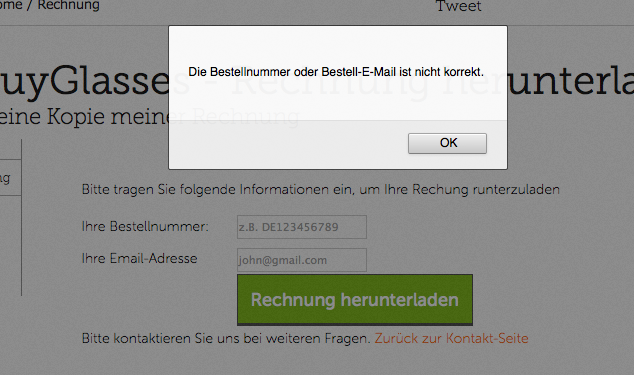 ome / Rechnung
Tweet
uyGlasses - Rechnung herunterla
eine Kopie meiner Rechnung
Die Bestellnummer oder Bestell-E-Mail ist nicht korrekt.
OK
ng
Bitte tragen Sie folgende Informationen ein, um Ihre Rechung runterzuladen
Ihre Bestellnummer: z.B. DE123456789
Ihre Email-Adresse john@gmail.com
Rechnung herunterladen
Bitte kontaktieren Sie uns bei weiteren Fragen. Zurück zur Kontakt-Seite